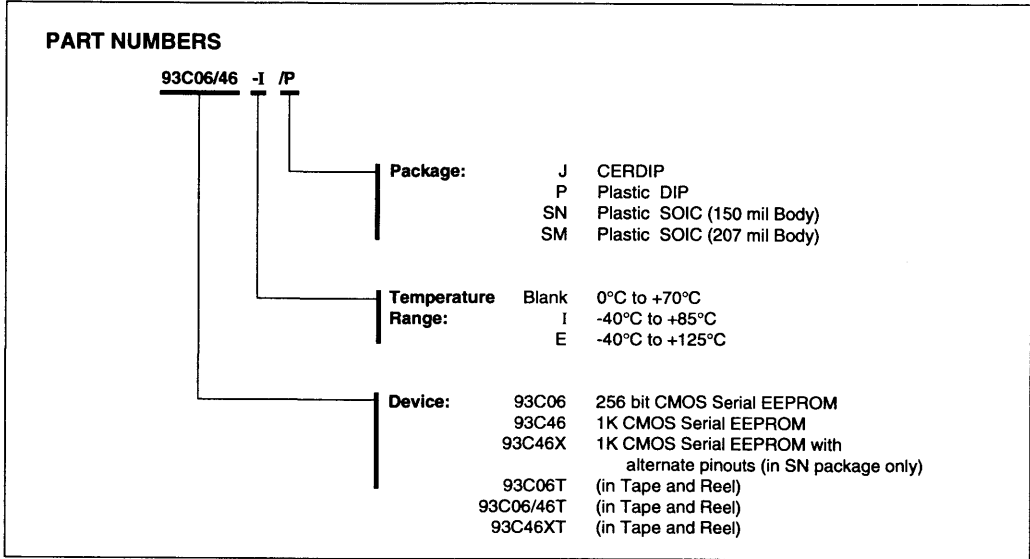 PART NUMBERS
93C06/46 -I /P
Package: J CERDIP
P Plastic DIP
SN Plastic SOIC (150 mil Body)
SM Plastic SOIC (207 mil Body)
Temperature Blank 0°C to +70°C
Range: I -40°C to +85°C
E -40°C to +125°C
Device: 93C06 256 bit CMOS Serial EEPROM
93C46 1K CMOS Serial EEPROM
93C46X 1K CMOS Serial EEPROM with
alternate pinouts (in SN package only)
93C06T (in Tape and Reel)
93C06/46T (in Tape and Reel)
93C46XT (in Tape and Reel)